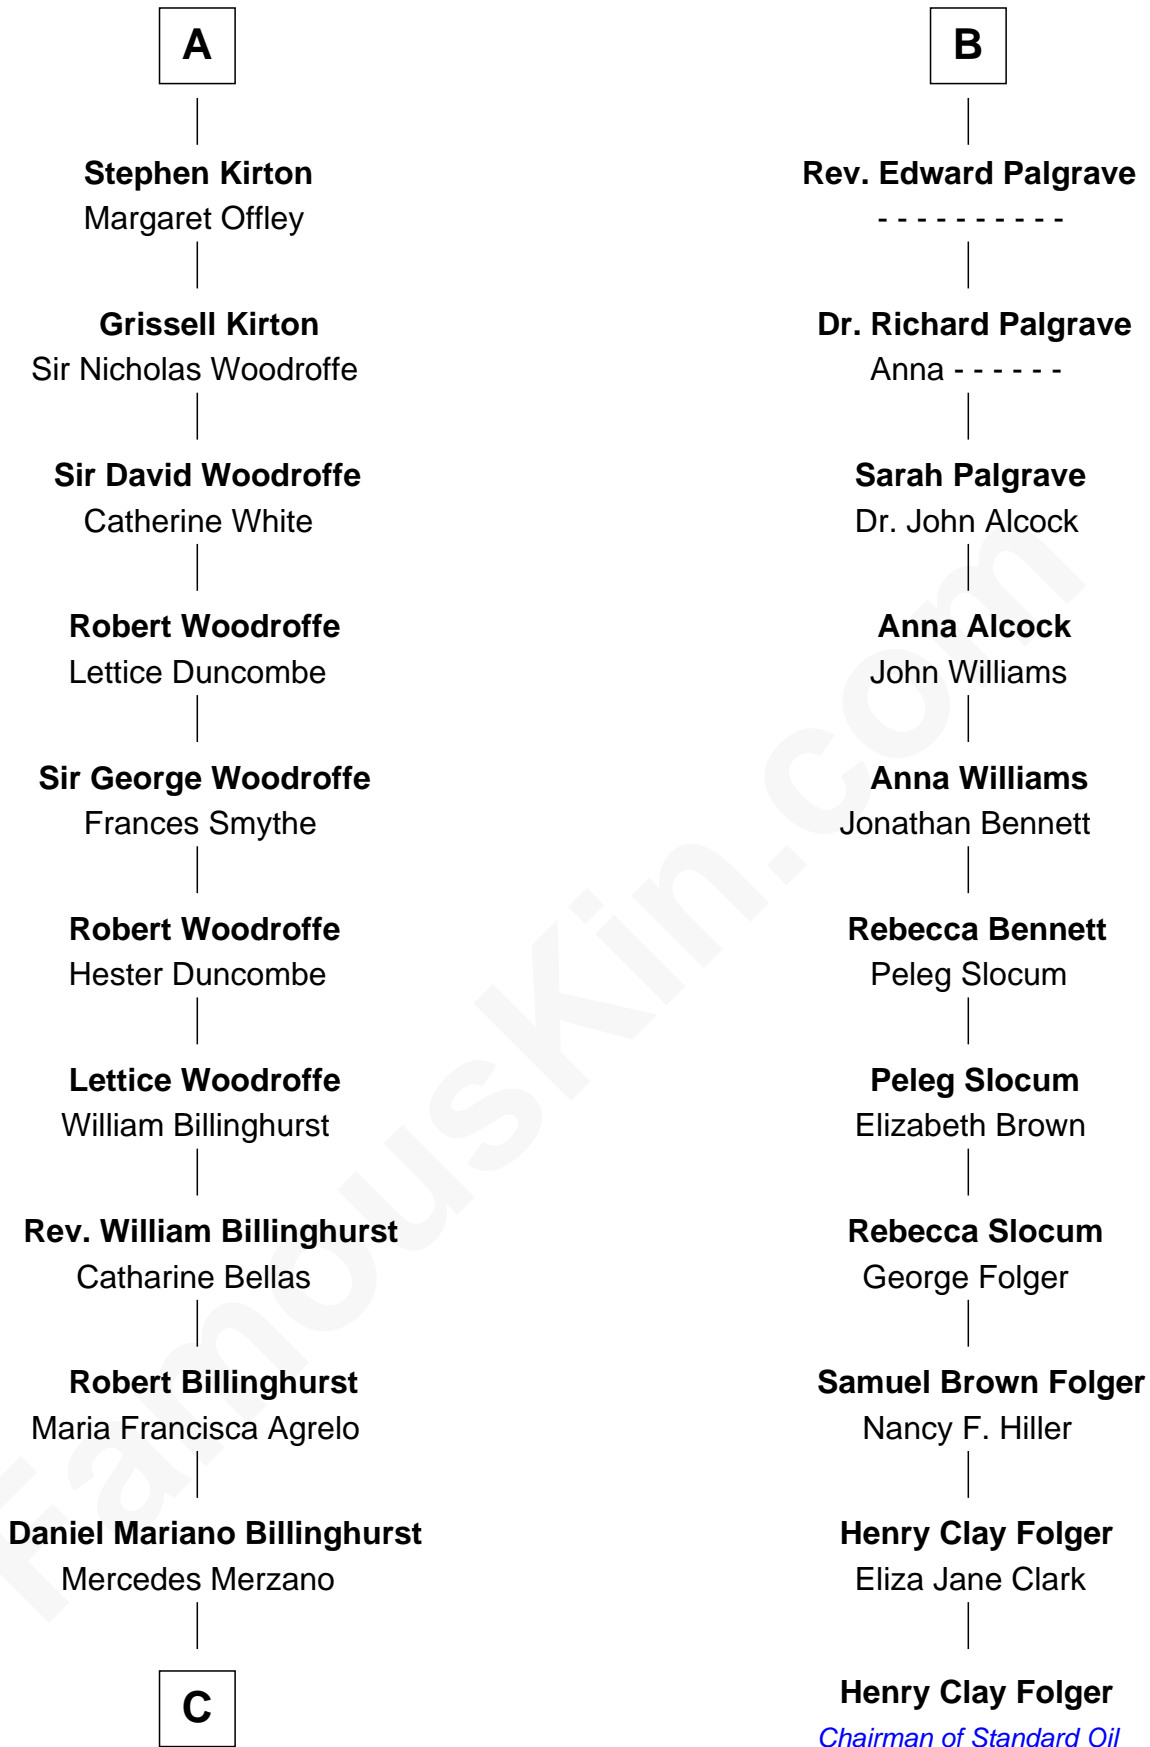 A
Stephen Kirton
Margaret Offley
Grissell Kirton
Sir Nicholas Woodroffe
Sir David Woodroffe
Catherine White
Robert Woodroffe
Lettice Duncombe
Sir George Woodroffe
Frances Smythe
Robert Woodroffe
Hester Duncombe
Lettice Woodroffe
William Billinghurst
Rev. William Billinghurst
Catharine Bellas
Robert Billinghurst
Maria Francisca Agrelo
Daniel Mariano Billinghurst
Mercedes Merzano
C
B
Rev. Edward Palgrave
- - - - - - - - - -
Dr. Richard Palgrave
Anna - - - - - -
Sarah Palgrave
Dr. John Alcock
Anna Alcock
John Williams
Anna Williams
Jonathan Bennett
Rebecca Bennett
Peleg Slocum
Peleg Slocum
Elizabeth Brown
Rebecca Slocum
George Folger
Samuel Brown Folger
Nancy F. Hiller
Henry Clay Folger
Eliza Jane Clark
Henry Clay Folger
Chairman of Standard Oil
FamousKin.com